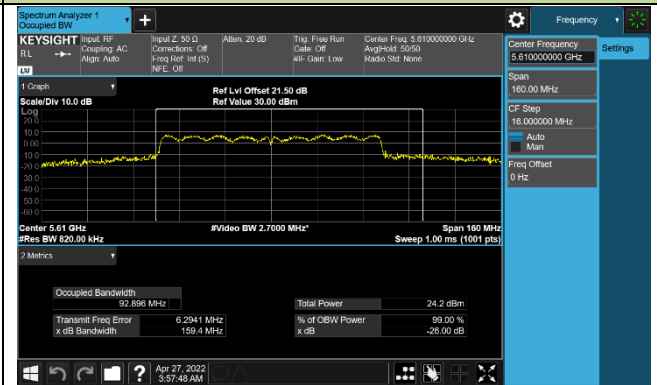 Spectrum Analyzer 1
Occupied BW
+
Frequency
KEYSIGHT
RL
LXI
Input: RF
Coupling: AC
Align: Auto
Input Z: 50 Ω
Corrections: Off
Freq Ref: Int (S)
NFE: Off
Atten: 20 dB
Trig: Free Run
Gate: Off
#IF Gain: Low
Center Freq: 5.610000000 GHz
Avg|Hold: 50/50
Radio Std: None
Center Frequency
5.610000000 GHz
Settings
Span
160.00 MHz
CF Step
16.000000 MHz
Auto
Man
Freq Offset
0 Hz
1 Graph
Scale/Div 10.0 dB
Ref Lvl Offset 21.50 dB
Ref Value 30.00 dBm
Log
20.0
10.0
0.00
-10.0
-20.0
-30.0
-40.0
-50.0
-60.0
Center 5.61 GHz
#Video BW 2.7000 MHz*
Span 160 MHz
#Res BW 820.00 kHz
Sweep 1.00 ms (1001 pts)
2 Metrics
Occupied Bandwidth
92.896 MHz
Total Power 24.2 dBm
Transmit Freq Error 6.2941 MHz
% of OBW Power 99.00 %
x dB Bandwidth 159.4 MHz
x dB -26.00 dB
?
Apr 27, 2022
3:57:48 AM